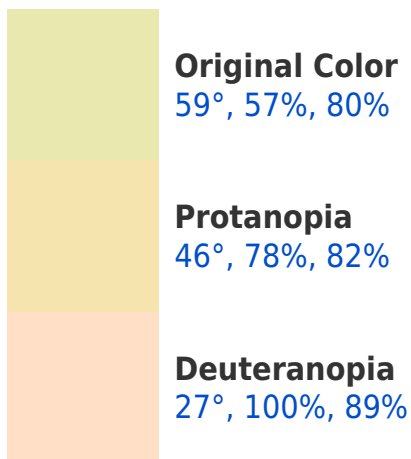 Original Color
59°, 57%, 80%
Protanopia
46°, 78%, 82%
Deuteranopia
27°, 100%, 89%